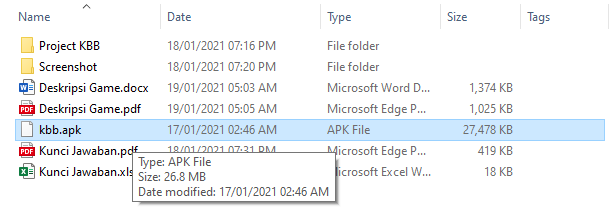 Name Date Type Size Tags
Project KBB 18/01/2021 07:16 PM File folder
Screenshot 18/01/2021 07:20 PM File folder
Deskripsi Game.docx 19/01/2021 05:03 AM Microsoft Word D... 1,374 KB
Deskripsi Game.pdf 19/01/2021 05:05 AM Microsoft Edge P... 1,025 KB
kbb.apk 17/01/2021 02:46 AM APK File 27,478 KB
Kunci Jawaban.pdf 18/01/2021 07:31 PM Microsoft Edge P... 419 KB
Kunci Jawaban.xls Microsoft Excel W... 18 KB
Type: APK File
Size: 26.8 MB
Date modified: 17/01/2021 02:46 AM